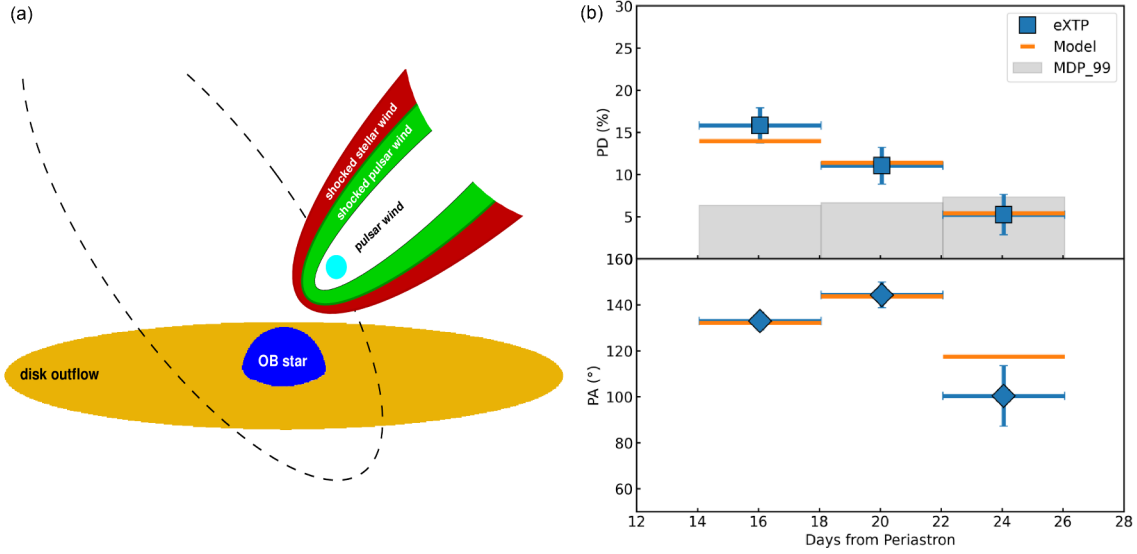 (a)
shocked stellar wind
shocked pulsar wind
pulsar wind
OB star
disk outflow
(b)
eXTP
Model
MDP_99
PD (%)
30
25
20
15
10
5
160
140
120
100
80
60
PA (°)
12 14 16 18 20 22 24 26 28
Days from Periastron